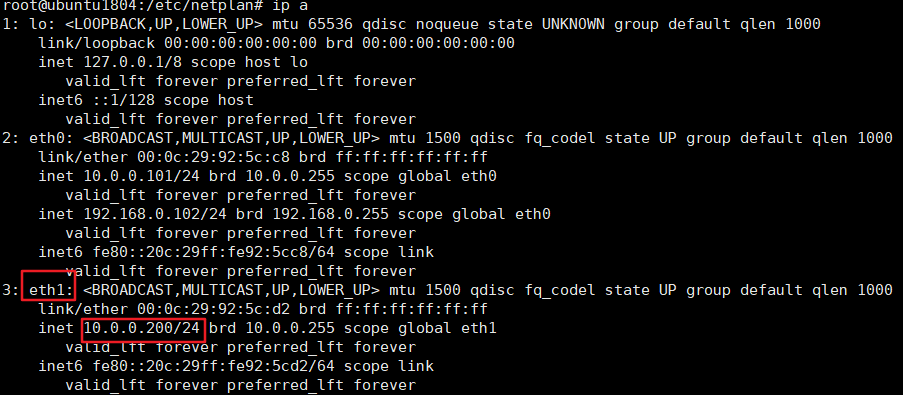 root@ubuntu1804:/etc/netplan# ip a
1: lo: <LOOPBACK,UP,LOWER_UP> mtu 65536 qdisc noqueue state UNKNOWN group default qlen 1000
    link/loopback 00:00:00:00:00:00 brd 00:00:00:00:00:00
    inet 127.0.0.1/8 scope host lo
       valid_lft forever preferred_lft forever
    inet6 ::1/128 scope host
       valid_lft forever preferred_lft forever
2: eth0: <BROADCAST,MULTICAST,UP,LOWER_UP> mtu 1500 qdisc fq_codel state UP group default qlen 1000
    link/ether 00:0c:29:92:5c:c8 brd ff:ff:ff:ff:ff:ff
    inet 10.0.0.101/24 brd 10.0.0.255 scope global eth0
       valid_lft forever preferred_lft forever
    inet 192.168.0.102/24 brd 192.168.0.255 scope global eth0
       valid_lft forever preferred_lft forever
    inet6 fe80::20c:29ff:fe92:5cc8/64 scope link
       valid_lft forever preferred_lft forever
3: eth1: <BROADCAST,MULTICAST,UP,LOWER_UP> mtu 1500 qdisc fq_codel state UP group default qlen 1000
    link/ether 00:0c:29:92:5c:d2 brd ff:ff:ff:ff:ff:ff
    inet 10.0.0.200/24 brd 10.0.0.255 scope global eth1
       valid_lft forever preferred_lft forever
    inet6 fe80::20c:29ff:fe92:5cd2/64 scope link
       valid_lft forever preferred_lft forever